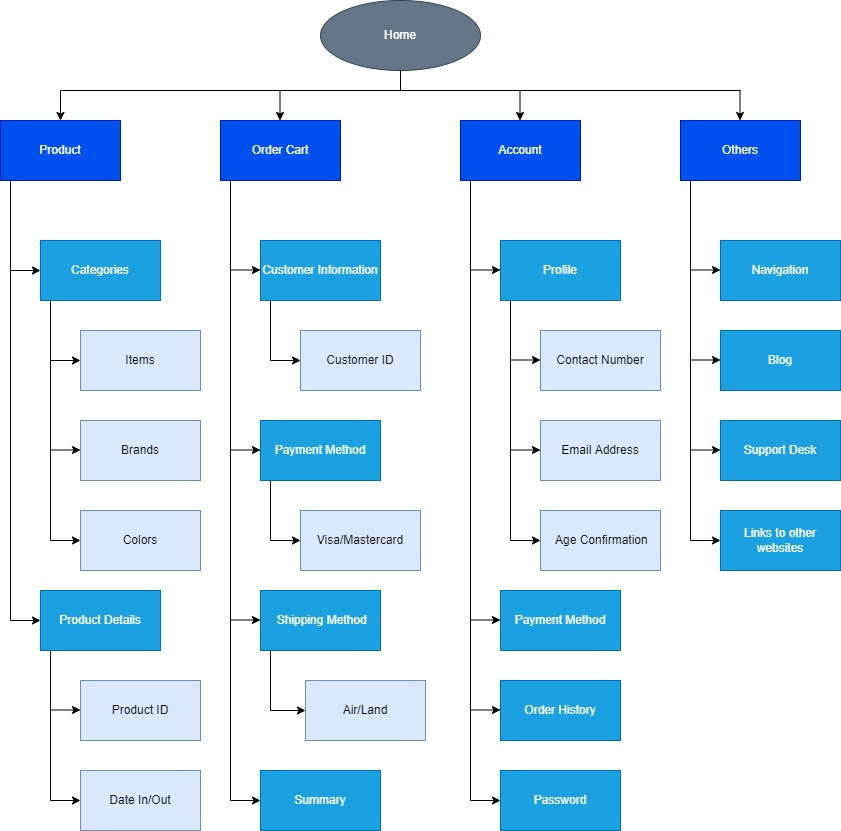 Home
Product
Order Cart
Account
Others
Categories
Customer Information
Profile
Navigation
Items
Customer ID
Contact Number
Blog
Brands
Payment Method
Email Address
Support Desk
Colors
Visa/Mastercard
Age Confirmation
Links to other
websites
Product Details
Shipping Method
Payment Method
Product ID
Air/Land
Order History
Date In/Out
Summary
Password